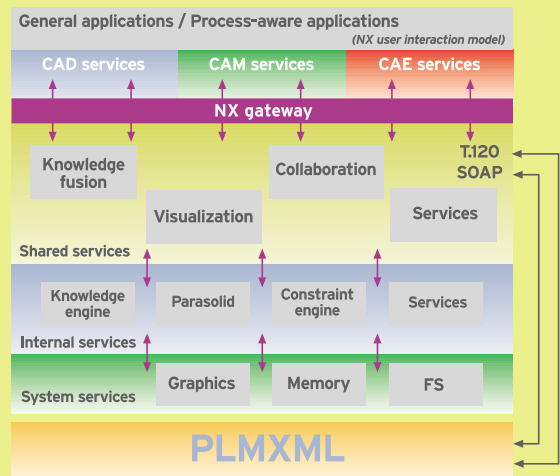 General applications / Process-aware applications
(NX user interaction model)
CAD services
CAM services
CAE services
NX gateway
T.120
SOAP
Knowledge
fusion
Collaboration
Visualization
Services
Shared services
Knowledge
engine
Parasolid
Constraint
engine
Services
Internal services
Graphics
Memory
FS
System services
PLMXML